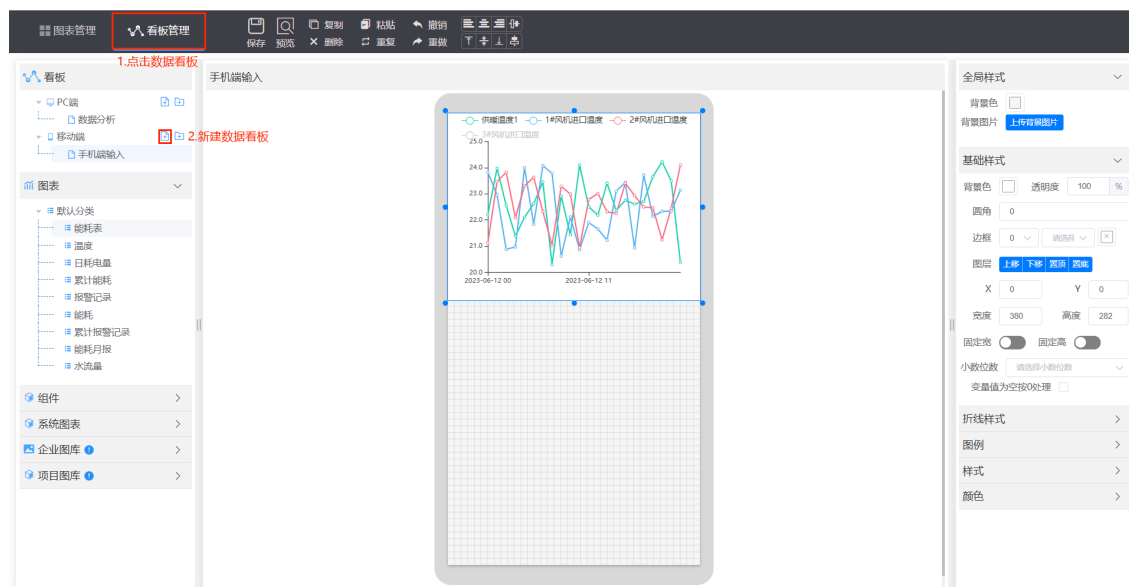 图表管理
看板管理
保存
预览
复制
粘贴
撤销
删除
重复
重做
1.点击数据看板
看板
PC端
数据分析
移动端
2.新建数据看板
手机端输入
图表
默认分类
能耗表
温度
日耗电量
累计能耗
报警记录
能耗
累计报警记录
能耗月报
水流量
组件
系统图表
企业图库
项目图库
手机端输入
供暖温度1
1#风机进口温度
2#风机进口温度
3#风机进口温度
25.0
24.0
23.0
22.0
21.0
20.0
2023-06-12 00
2023-06-12 11
全局样式
背景色
背景图片 上传背景图片
基础样式
背景色 透明度 100 %
圆角 0
边框 0 请选择
图层 上移 下移 置顶 置底
X 0 Y 0
宽度 380 高度 282
固定宽 固定高
小数位数 请选择小数位数
变量值为空按0处理
折线样式
图例
样式
颜色